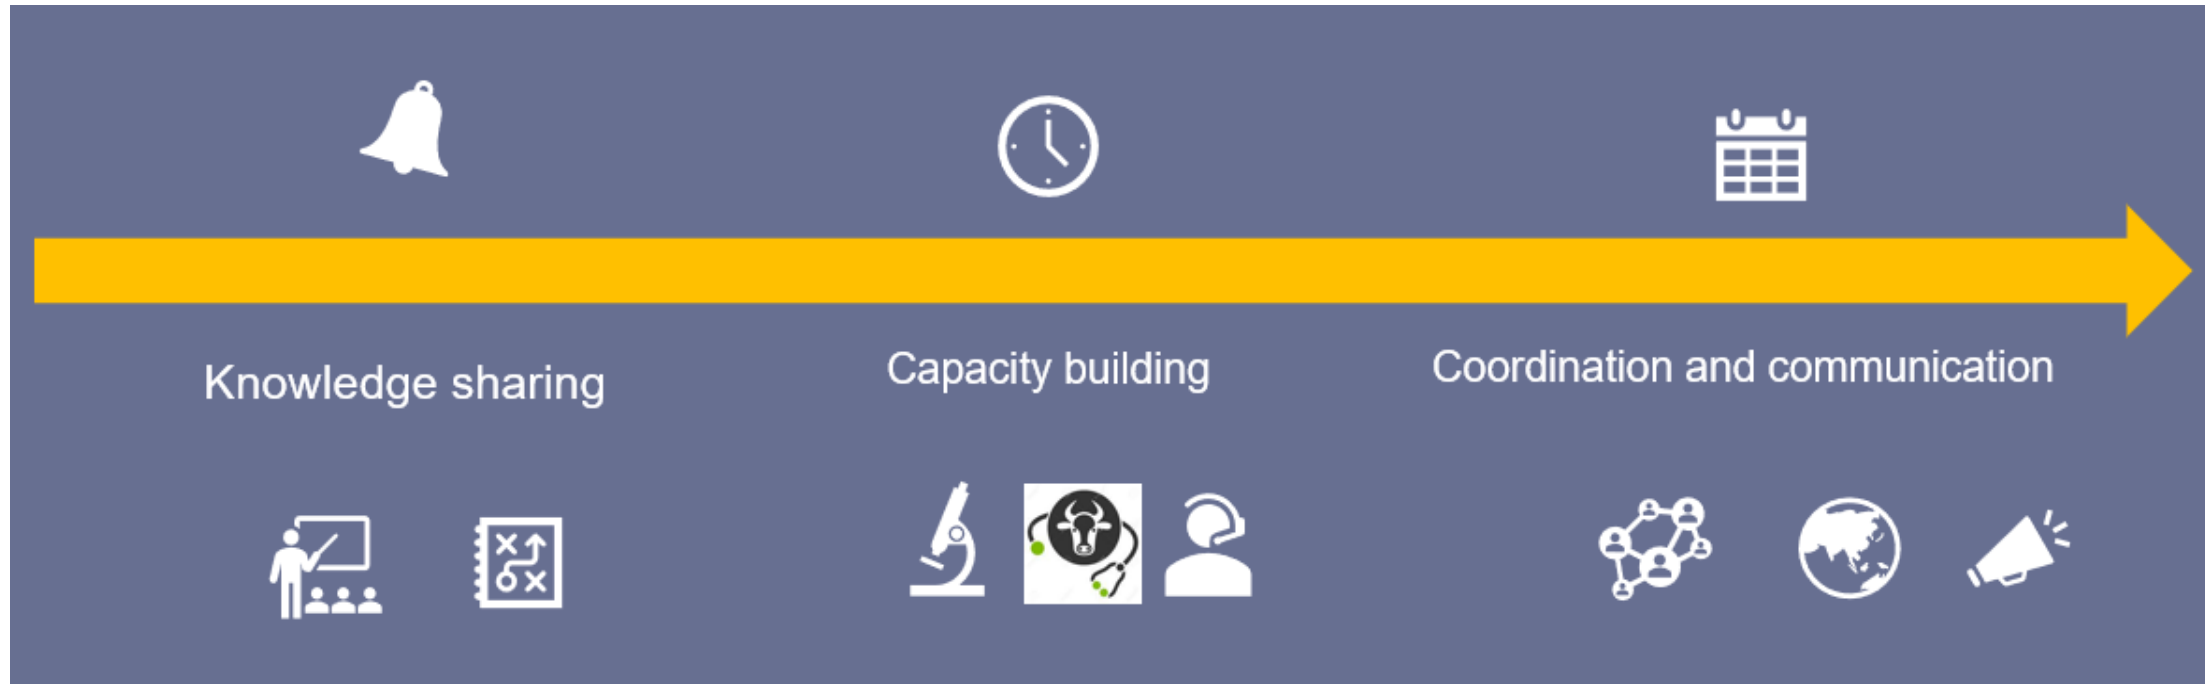 Knowledge sharing
Capacity building
Coordination and communication